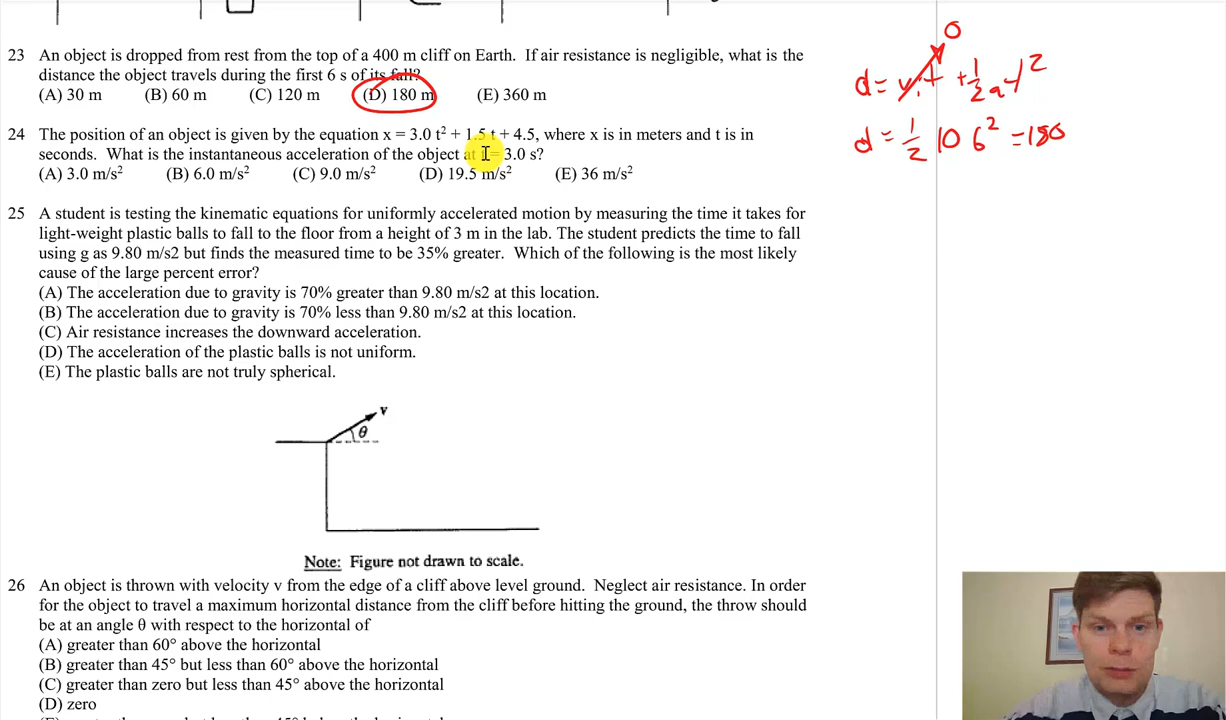 23 An object is dropped from rest from the top of a 400 m cliff on Earth. If air resistance is negligible, what is the
distance the object travels during the first 6 s of its fall?
(A) 30 m (B) 60 m (C) 120 m (D) 180 m (E) 360 m
24 The position of an object is given by the equation x = 3.0 t² + 1.5 t + 4.5, where x is in meters and t is in
seconds. What is the instantaneous acceleration of the object at t = 3.0 s?
(A) 3.0 m/s² (B) 6.0 m/s² (C) 9.0 m/s² (D) 19.5 m/s² (E) 36 m/s²
25 A student is testing the kinematic equations for uniformly accelerated motion by measuring the time it takes for
light-weight plastic balls to fall to the floor from a height of 3 m in the lab. The student predicts the time to fall
using g as 9.80 m/s2 but finds the measured time to be 35% greater. Which of the following is the most likely
cause of the large percent error?
(A) The acceleration due to gravity is 70% greater than 9.80 m/s2 at this location.
(B) The acceleration due to gravity is 70% less than 9.80 m/s2 at this location.
(C) Air resistance increases the downward acceleration.
(D) The acceleration of the plastic balls is not uniform.
(E) The plastic balls are not truly spherical.
v
θ
Note: Figure not drawn to scale.
26 An object is thrown with velocity v from the edge of a cliff above level ground. Neglect air resistance. In order
for the object to travel a maximum horizontal distance from the cliff before hitting the ground, the throw should
be at an angle θ with respect to the horizontal of
(A) greater than 60° above the horizontal
(B) greater than 45° but less than 60° above the horizontal
(C) greater than zero but less than 45° above the horizontal
(D) zero
0
d = vᵢt + 1/2 at²
d = 1/2 10 6² = 180